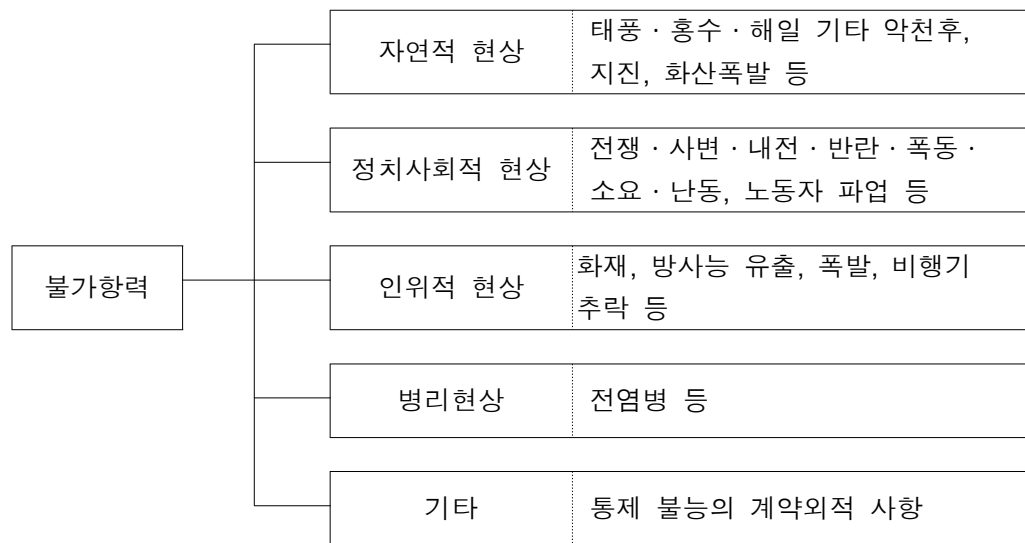 불가항력
자연적 현상
태풍 · 홍수 · 해일 기타 악천후,
지진, 화산폭발 등
정치사회적 현상
전쟁 · 사변 · 내전 · 반란 · 폭동 ·
소요 · 난동, 노동자 파업 등
인위적 현상
화재, 방사능 유출, 폭발, 비행기
추락 등
병리현상
전염병 등
기타
통제 불능의 계약외적 사항